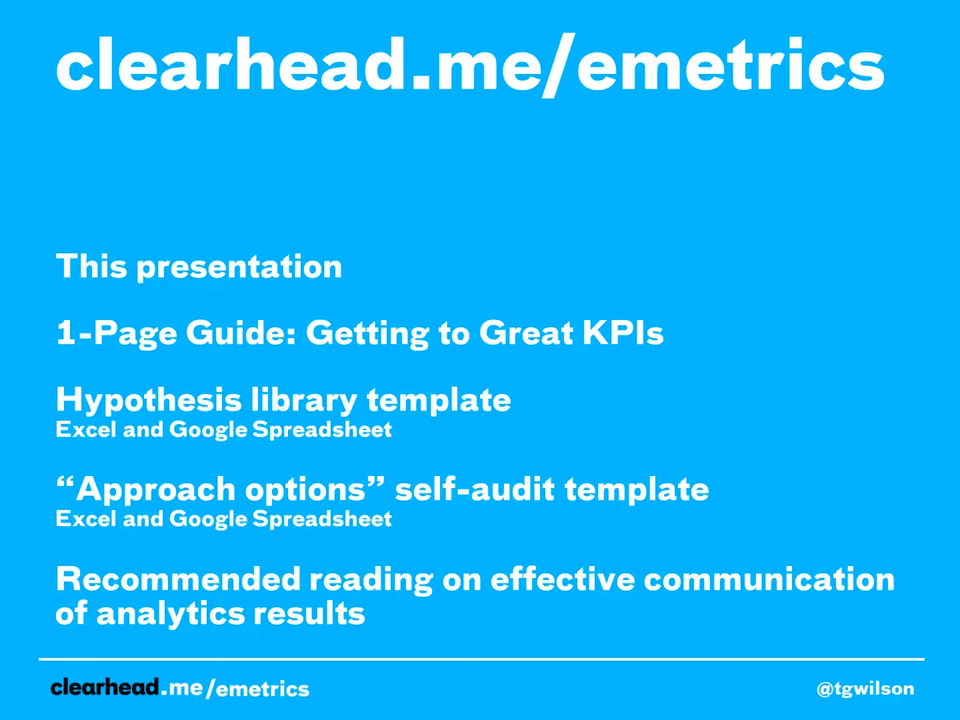 clearhead.me/emetrics
This presentation
1-Page Guide: Getting to Great KPIs
Hypothesis library template
Excel and Google Spreadsheet
“Approach options” self-audit template
Excel and Google Spreadsheet
Recommended reading on effective communication
of analytics results
clearhead.me/emetrics
@tgwilson